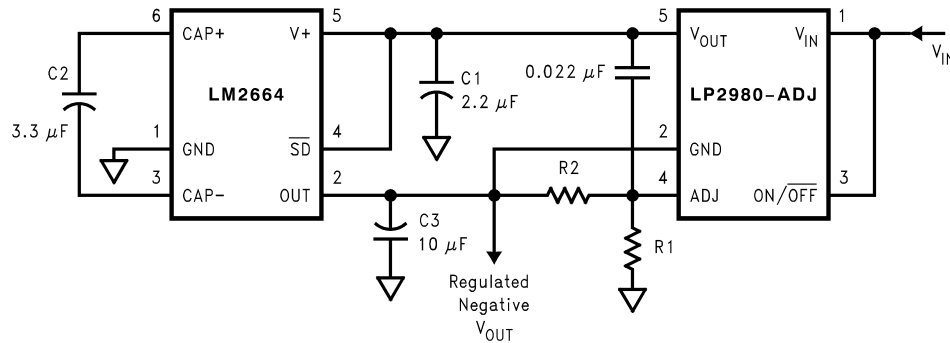 6 CAP+ V+ 5
5 V_OUT V_IN 1
V_IN
C2
3.3 µF
LM2664
C1
2.2 µF
0.022 µF
LP2980-ADJ
1 GND S̅D̅ 4
2 GND
3 CAP- OUT 2
R2
4 ADJ ON/O̅F̅F̅ 3
C3
10 µF
R1
Regulated
Negative
V_OUT